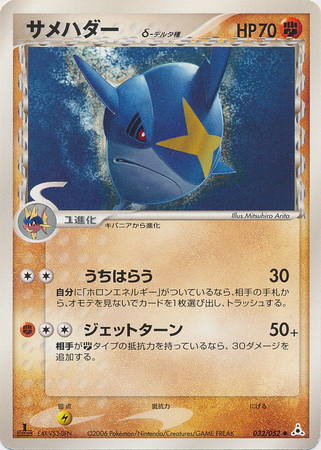 サメハダー
δ-デルタ種
HP70
Illus.Mitsuhiro Arita
1進化
キバニアから進化
うちはらう 30
自分に「ホロンエネルギー」がついているなら、相手の手札か
ら、オモテを見ないでカードを1枚選び出し、トラッシュする。
ジェットターン 50+
相手がタイプの抵抗力を持っているなら、30ダメージを
追加する。
弱点 抵抗力 にげる
©2006 Pokémon/Nintendo/Creatures/GAME FREAK
032/052